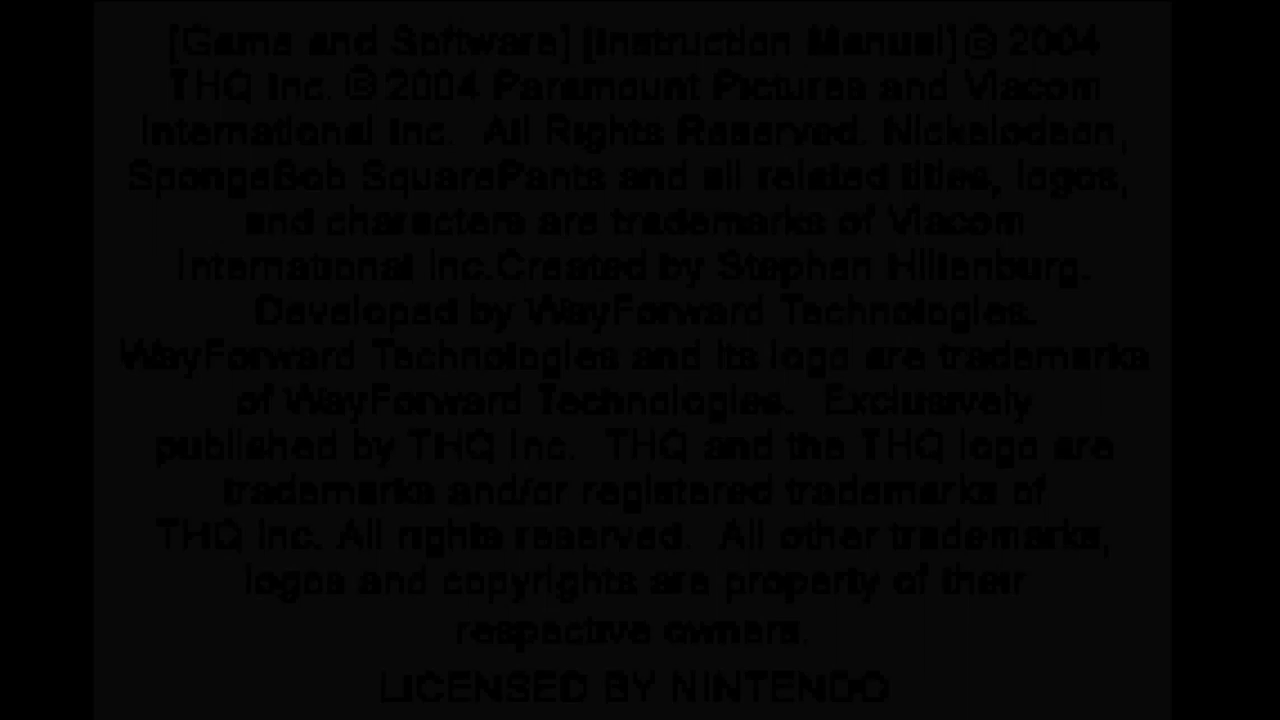 [Game and Software] [Instruction Manual] © 2004
THQ Inc. © 2004 Paramount Pictures and Viacom
International Inc.  All Rights Reserved. Nickelodeon,
SpongeBob SquarePants and all related titles, logos,
and characters are trademarks of Viacom
International Inc.Created by Stephen Hillenburg.
Developed by WayForward Technologies.
WayForward Technologies and its logo are trademarks
of WayForward Technologies.  Exclusively
published by THQ Inc.  THQ and the THQ logo are
trademarks and/or registered trademarks of
THQ Inc. All rights reserved.  All other trademarks,
logos and copyrights are property of their
respective owners.
LICENSED BY NINTENDO